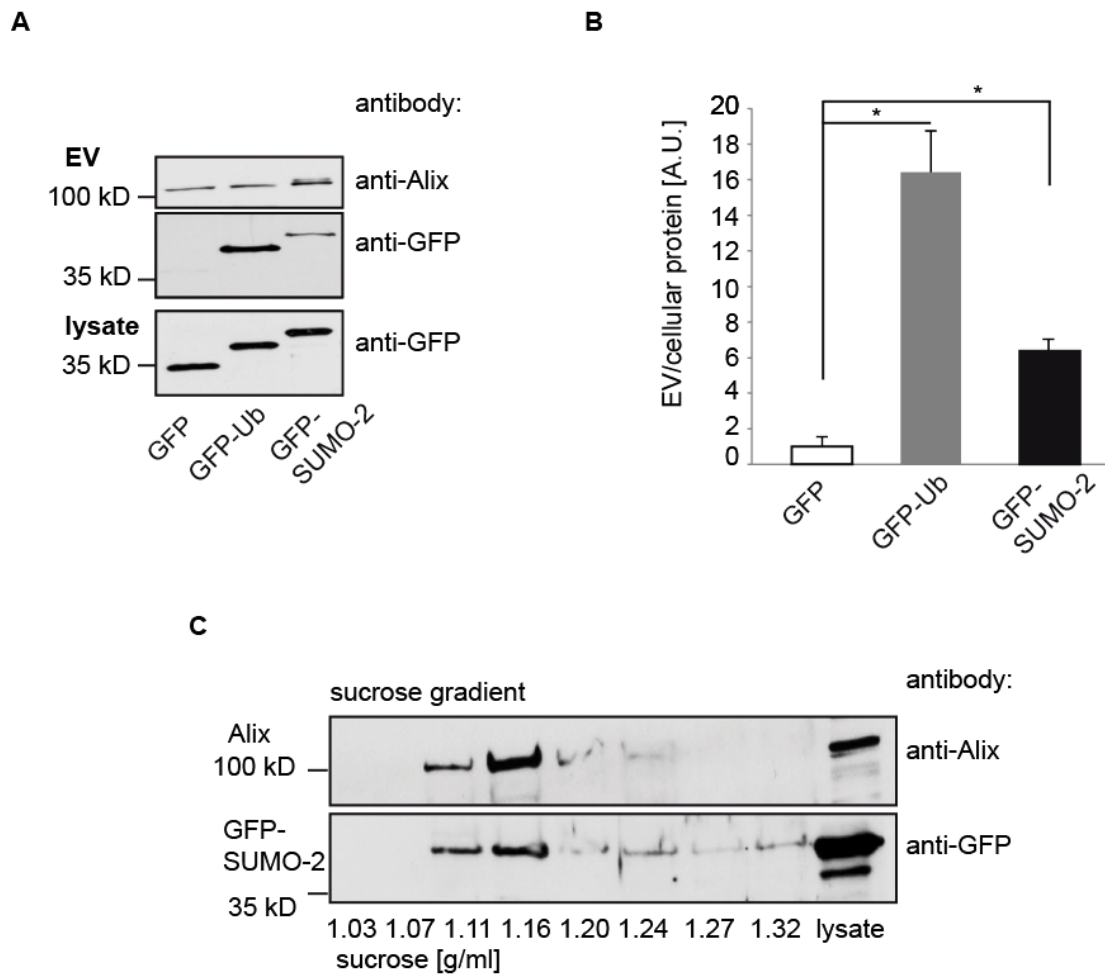 A
antibody:
EV
100 kD
anti-Alix
35 kD
anti-GFP
lysate
35 kD
anti-GFP
GFP
GFP-Ub
GFP-
SUMO-2
B
EV/cellular protein [A.U.]
20
18
16
14
12
10
8
6
4
2
0
*
*
GFP
GFP-Ub
GFP-
SUMO-2
C
sucrose gradient
antibody:
Alix
100 kD
anti-Alix
GFP-
SUMO-2
35 kD
anti-GFP
1.03 1.07 1.11 1.16 1.20 1.24 1.27 1.32 lysate
sucrose [g/ml]